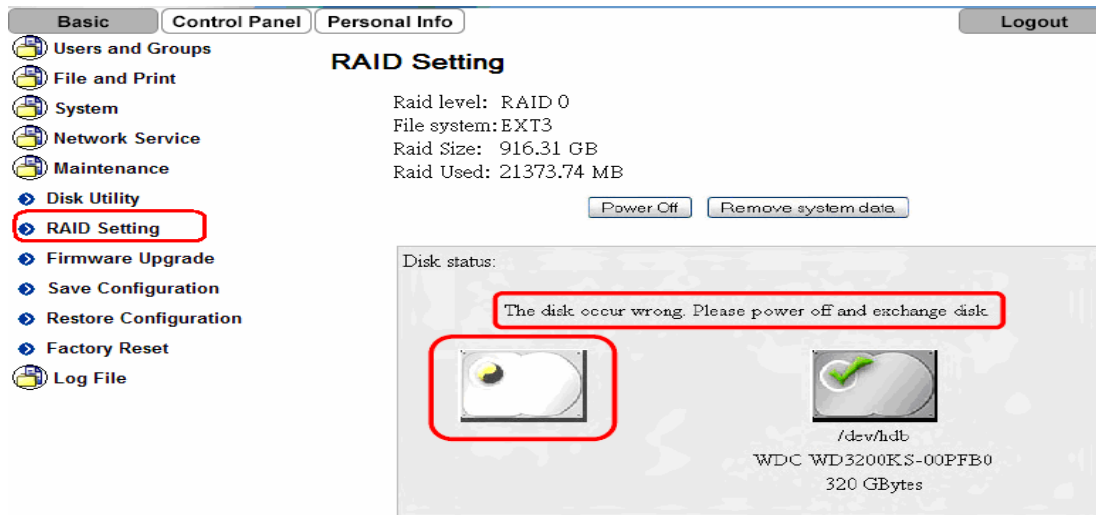 Basic Control Panel Personal Info Logout
Users and Groups
File and Print
System
Network Service
Maintenance
Disk Utility
RAID Setting
Firmware Upgrade
Save Configuration
Restore Configuration
Factory Reset
Log File
RAID Setting
Raid level: RAID 0
File system: EXT3
Raid Size: 916.31 GB
Raid Used: 21373.74 MB
Power Off Remove system data
Disk status:
The disk occur wrong. Please power off and exchange disk.
/dev/hdb
WDC WD3200KS-00PFB0
320 GBytes